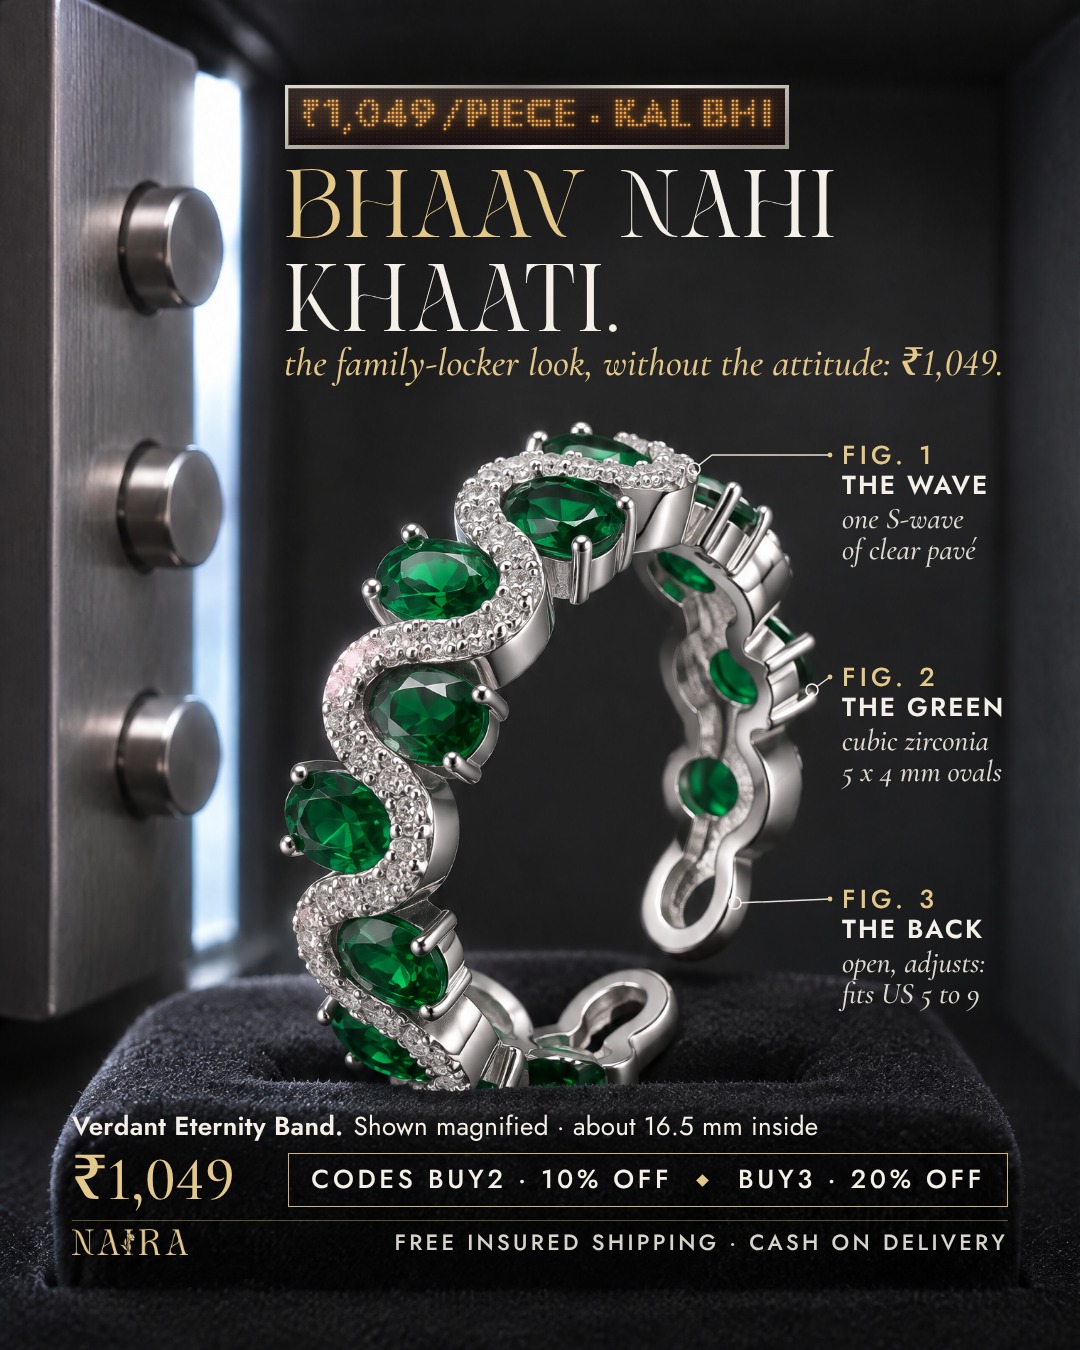 ₹1,049/PIECE · KAL BHI
BHAAV NAHI
KHAATI.
the family-locker look, without the attitude: ₹1,049.
FIG. 1
THE WAVE
one S-wave
of clear pavé
FIG. 2
THE GREEN
cubic zirconia
5 x 4 mm ovals
FIG. 3
THE BACK
open, adjusts:
fits US 5 to 9
Verdant Eternity Band. Shown magnified · about 16.5 mm inside
₹1,049
CODES BUY2 · 10% OFF ◆ BUY3 · 20% OFF
NAIRA
FREE INSURED SHIPPING · CASH ON DELIVERY